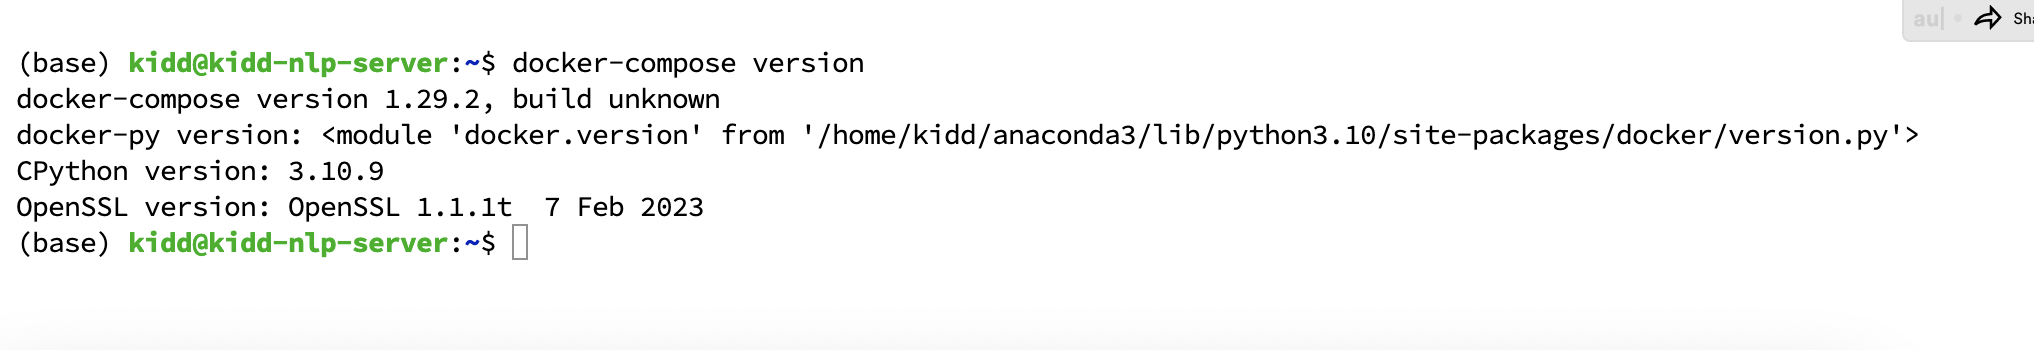 au
Sha
(base) kidd@kidd-nlp-server:~$ docker-compose version
docker-compose version 1.29.2, build unknown
docker-py version: <module 'docker.version' from '/home/kidd/anaconda3/lib/python3.10/site-packages/docker/version.py'>
CPython version: 3.10.9
OpenSSL version: OpenSSL 1.1.1t  7 Feb 2023
(base) kidd@kidd-nlp-server:~$